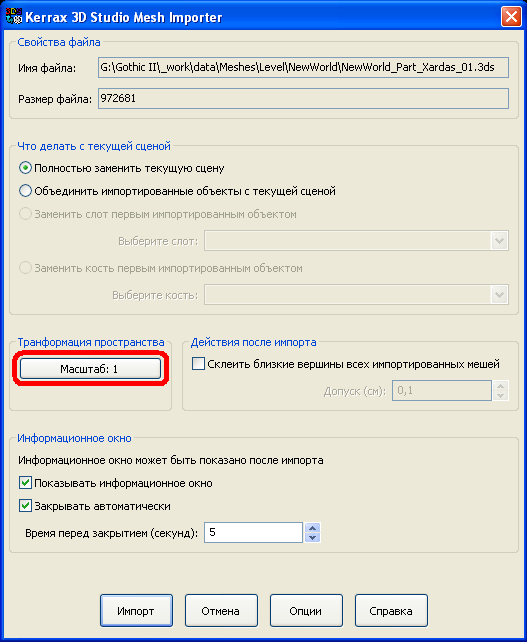 Kerrax 3D Studio Mesh Importer
Свойства файла
Имя файла: G:\Gothic II\_work\data\Meshes\Level\NewWorld\NewWorld_Part_Xardas_01.3ds
Размер файла: 972681
Что делать с текущей сценой
Полностью заменить текущую сцену
Объединить импортированные объекты с текущей сценой
Заменить слот первым импортированным объектом
Выберите слот:
Заменить кость первым импортированным объектом
Выберите кость:
Транформация пространства
Масштаб: 1
Действия после импорта
Склеить близкие вершины всех импортированных мешей
Допуск (см): 0,1
Информационное окно
Информационное окно может быть показано после импорта
Показывать информационное окно
Закрывать автоматически
Время перед закрытием (секунд): 5
Импорт Отмена Опции Справка